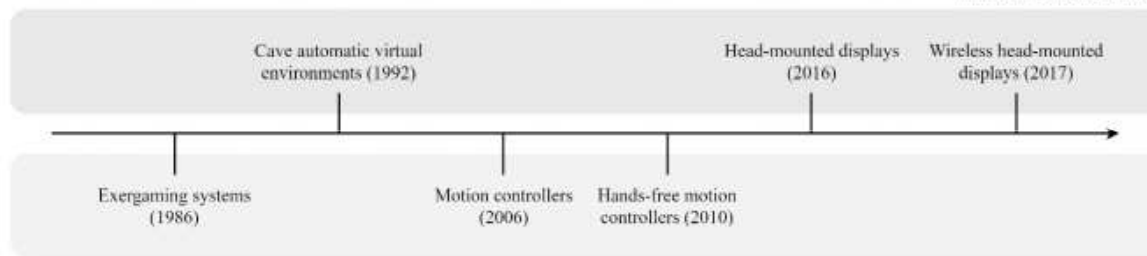 Cave automatic virtual
environments (1992)
Head-mounted displays
(2016)
Wireless head-mounted
displays (2017)
Exergaming systems
(1986)
Motion controllers
(2006)
Hands-free motion
controllers (2010)